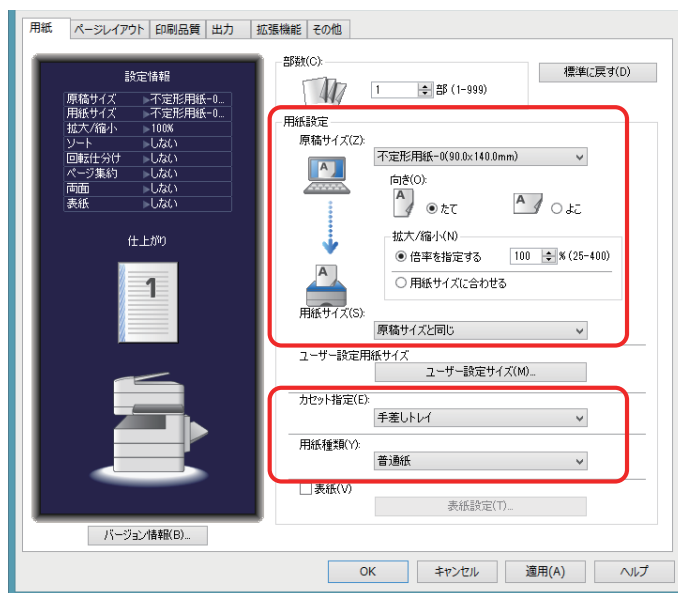 用紙 ページレイアウト 印刷品質 出力 拡張機能 その他
設定情報
原稿サイズ ▶不定形用紙-0...
用紙サイズ ▶不定形用紙-0...
拡大/縮小 ▶100%
ソート ▶しない
回転仕分け ▶しない
ページ集約 ▶しない
両面 ▶しない
表紙 ▶しない
仕上がり
1
バージョン情報(B)...
部数(C):
1 部 (1-999)
標準に戻す(D)
用紙設定
原稿サイズ(Z):
不定形用紙-0(90.0x140.0mm)
A
向き(O):
A たて A よこ
拡大/縮小(N)
倍率を指定する 100 % (25-400)
用紙サイズに合わせる
A
用紙サイズ(S):
原稿サイズと同じ
ユーザー設定用紙サイズ
ユーザー設定サイズ(M)...
カセット指定(E):
手差しトレイ
用紙種類(Y):
普通紙
表紙(V)
表紙設定(T)...
OK キャンセル 適用(A) ヘルプ